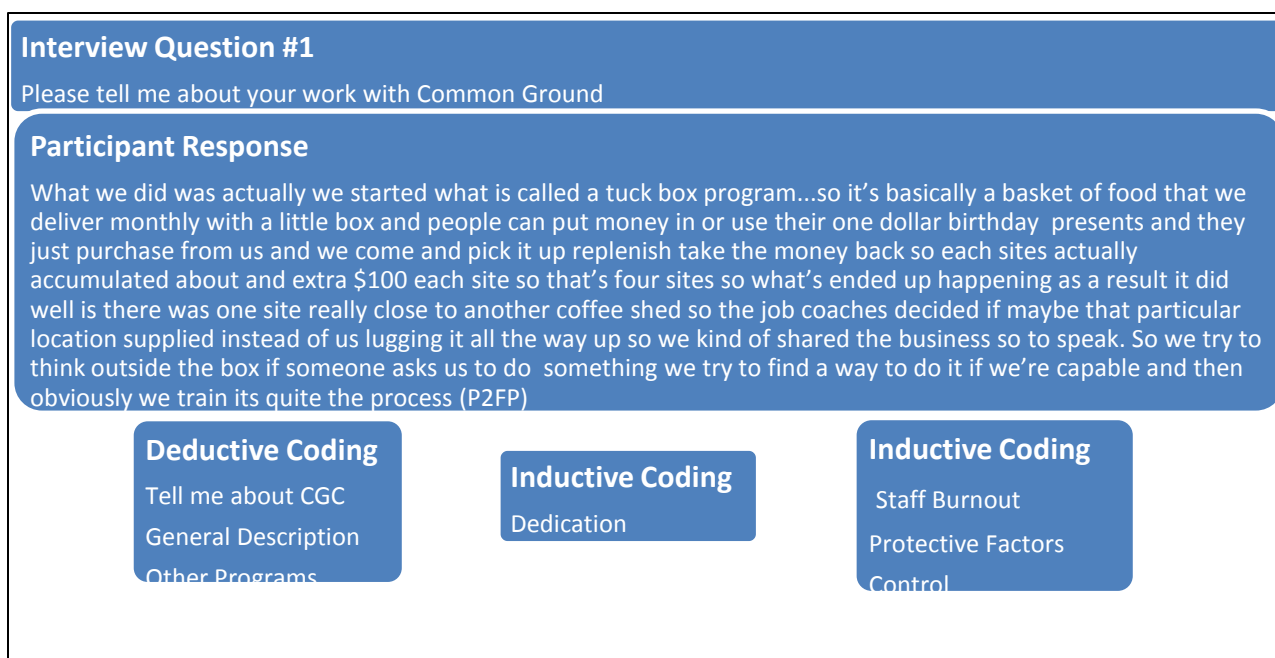 Interview Question #1
Please tell me about your work with Common Ground
Participant Response
What we did was actually we started what is called a tuck box program...so it's basically a basket of food that we
deliver monthly with a little box and people can put money in or use their one dollar birthday  presents and they
just purchase from us and we come and pick it up replenish take the money back so each sites actually
accumulated about and extra $100 each site so that's four sites so what's ended up happening as a result it did
well is there was one site really close to another coffee shed so the job coaches decided if maybe that particular
location supplied instead of us lugging it all the way up so we kind of shared the business so to speak. So we try to
think outside the box if someone asks us to do  something we try to find a way to do it if we're capable and then
obviously we train its quite the process (P2FP)
Deductive Coding
Tell me about CGC
General Description
Other Programs
Inductive Coding
Dedication
Inductive Coding
Staff Burnout
Protective Factors
Control